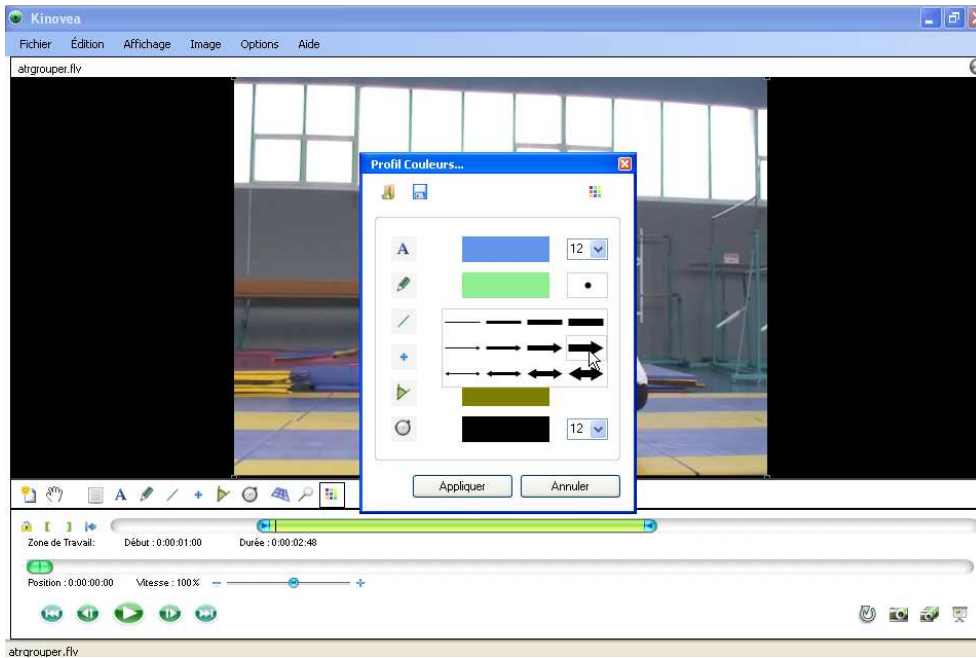 Kinovea
Fichier Édition Affichage Image Options Aide
atrgrouper.flv
Profil Couleurs...
A 12
12
Appliquer Annuler
A
Zone de Travail: Début : 0:00:01:00 Durée : 0:00:02:48
Position : 0:00:00:00 Vitesse : 100%
atrgrouper.flv